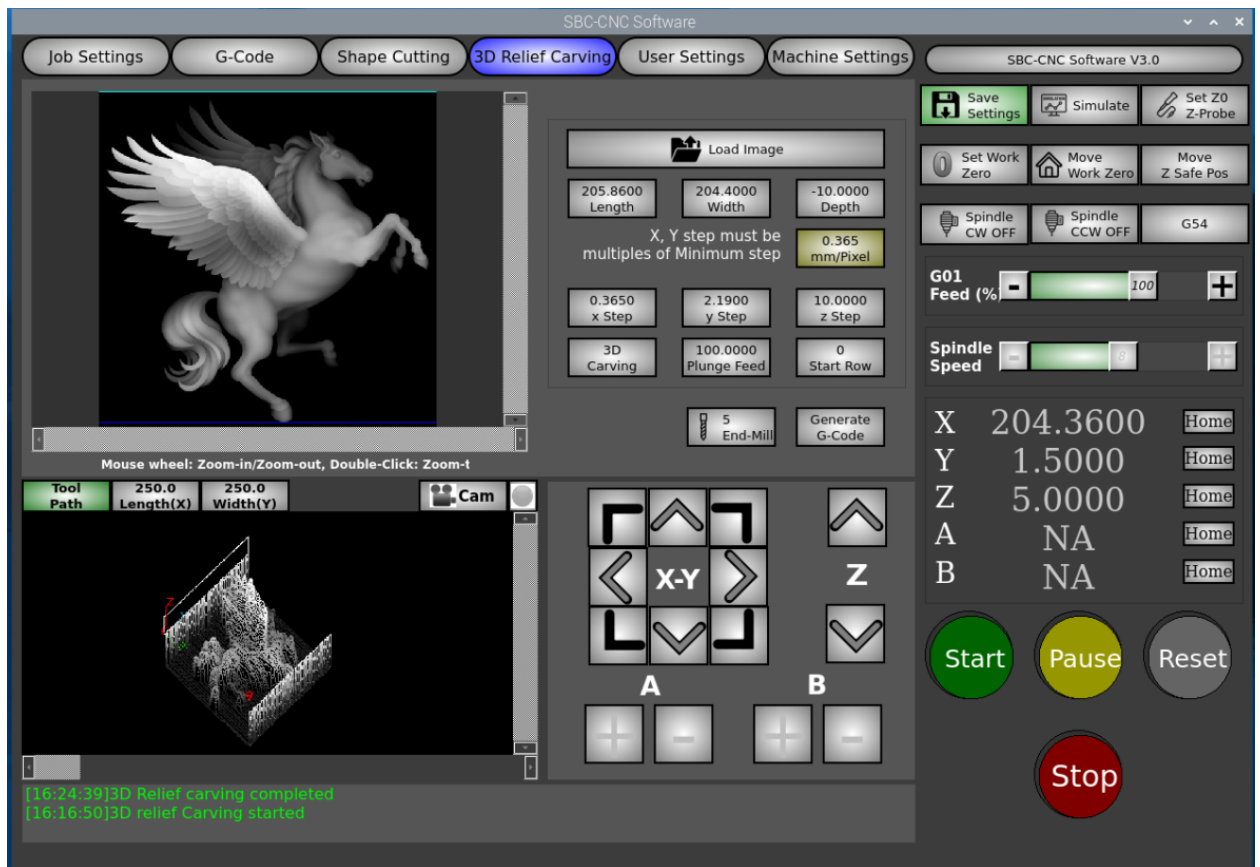 SBC-CNC Software
Job Settings
G-Code
Shape Cutting
3D Relief Carving
User Settings
Machine Settings
SBC-CNC Software V3.0
Save
Settings
Simulate
Set Z0
Z-Probe
Set Work
Zero
Move
Work Zero
Move
Z Safe Pos
Spindle
CW OFF
Spindle
CCW OFF
G54
G01
Feed (%)
-
100
+
Spindle
Speed
-
8
+
Load Image
205.8600
Length
204.4000
Width
-10.0000
Depth
X, Y step must be
multiples of Minimum step
0.365
mm/Pixel
0.3650
x Step
2.1900
y Step
10.0000
z Step
3D
Carving
100.0000
Plunge Feed
0
Start Row
5
End-Mill
Generate
G-Code
Mouse wheel: Zoom-in/Zoom-out, Double-Click: Zoom-t
Tool
Path
250.0
Length(X)
250.0
Width(Y)
Cam
Z
X-Y
Z
A
B
+
-
+
-
X 204.3600 Home
Y 1.5000 Home
Z 5.0000 Home
A NA Home
B NA Home
Start
Pause
Reset
Stop
[16:24:39]3D Relief carving completed
[16:16:50]3D relief Carving started